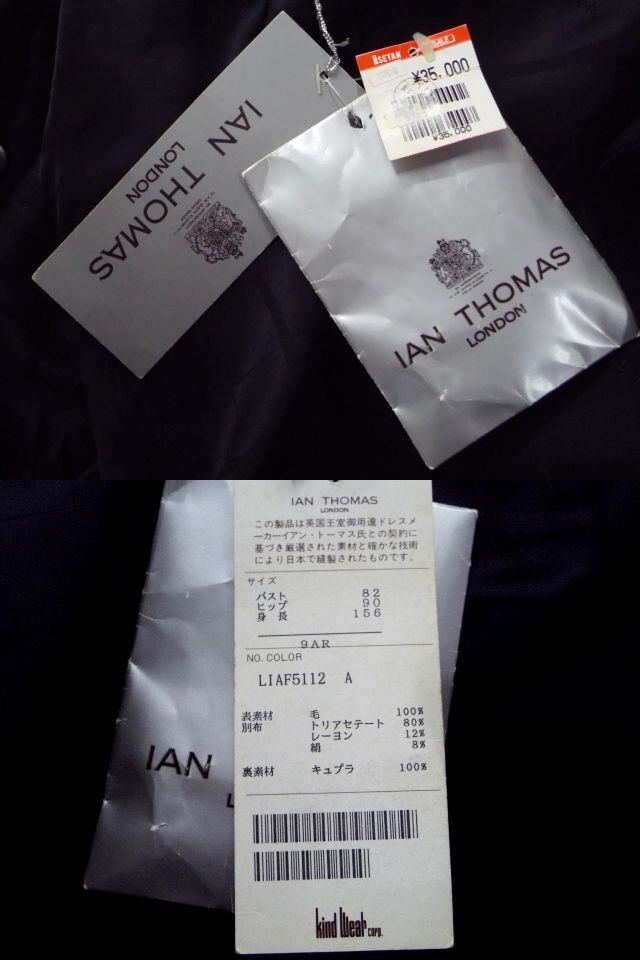 IAN THOMAS
LONDON
ISETAN
SALE
¥35,000
¥35,000
IAN THOMAS
LONDON
IAN THOMAS
LONDON
この製品は英国王室御用達ドレスメ
ーカーイアン・トーマス氏との契約に
基づき厳選された素材と確かな技術
により日本で縫製されたものです。
サイズ
バスト 82
ヒップ 90
身長 156
9AR
NO. COLOR
LIAF5112 A
表素材 毛 100%
別布 トリアセテート 80%
レーヨン 12%
絹 8%
裏素材 キュプラ 100%
IAN
L
kind wear corp.